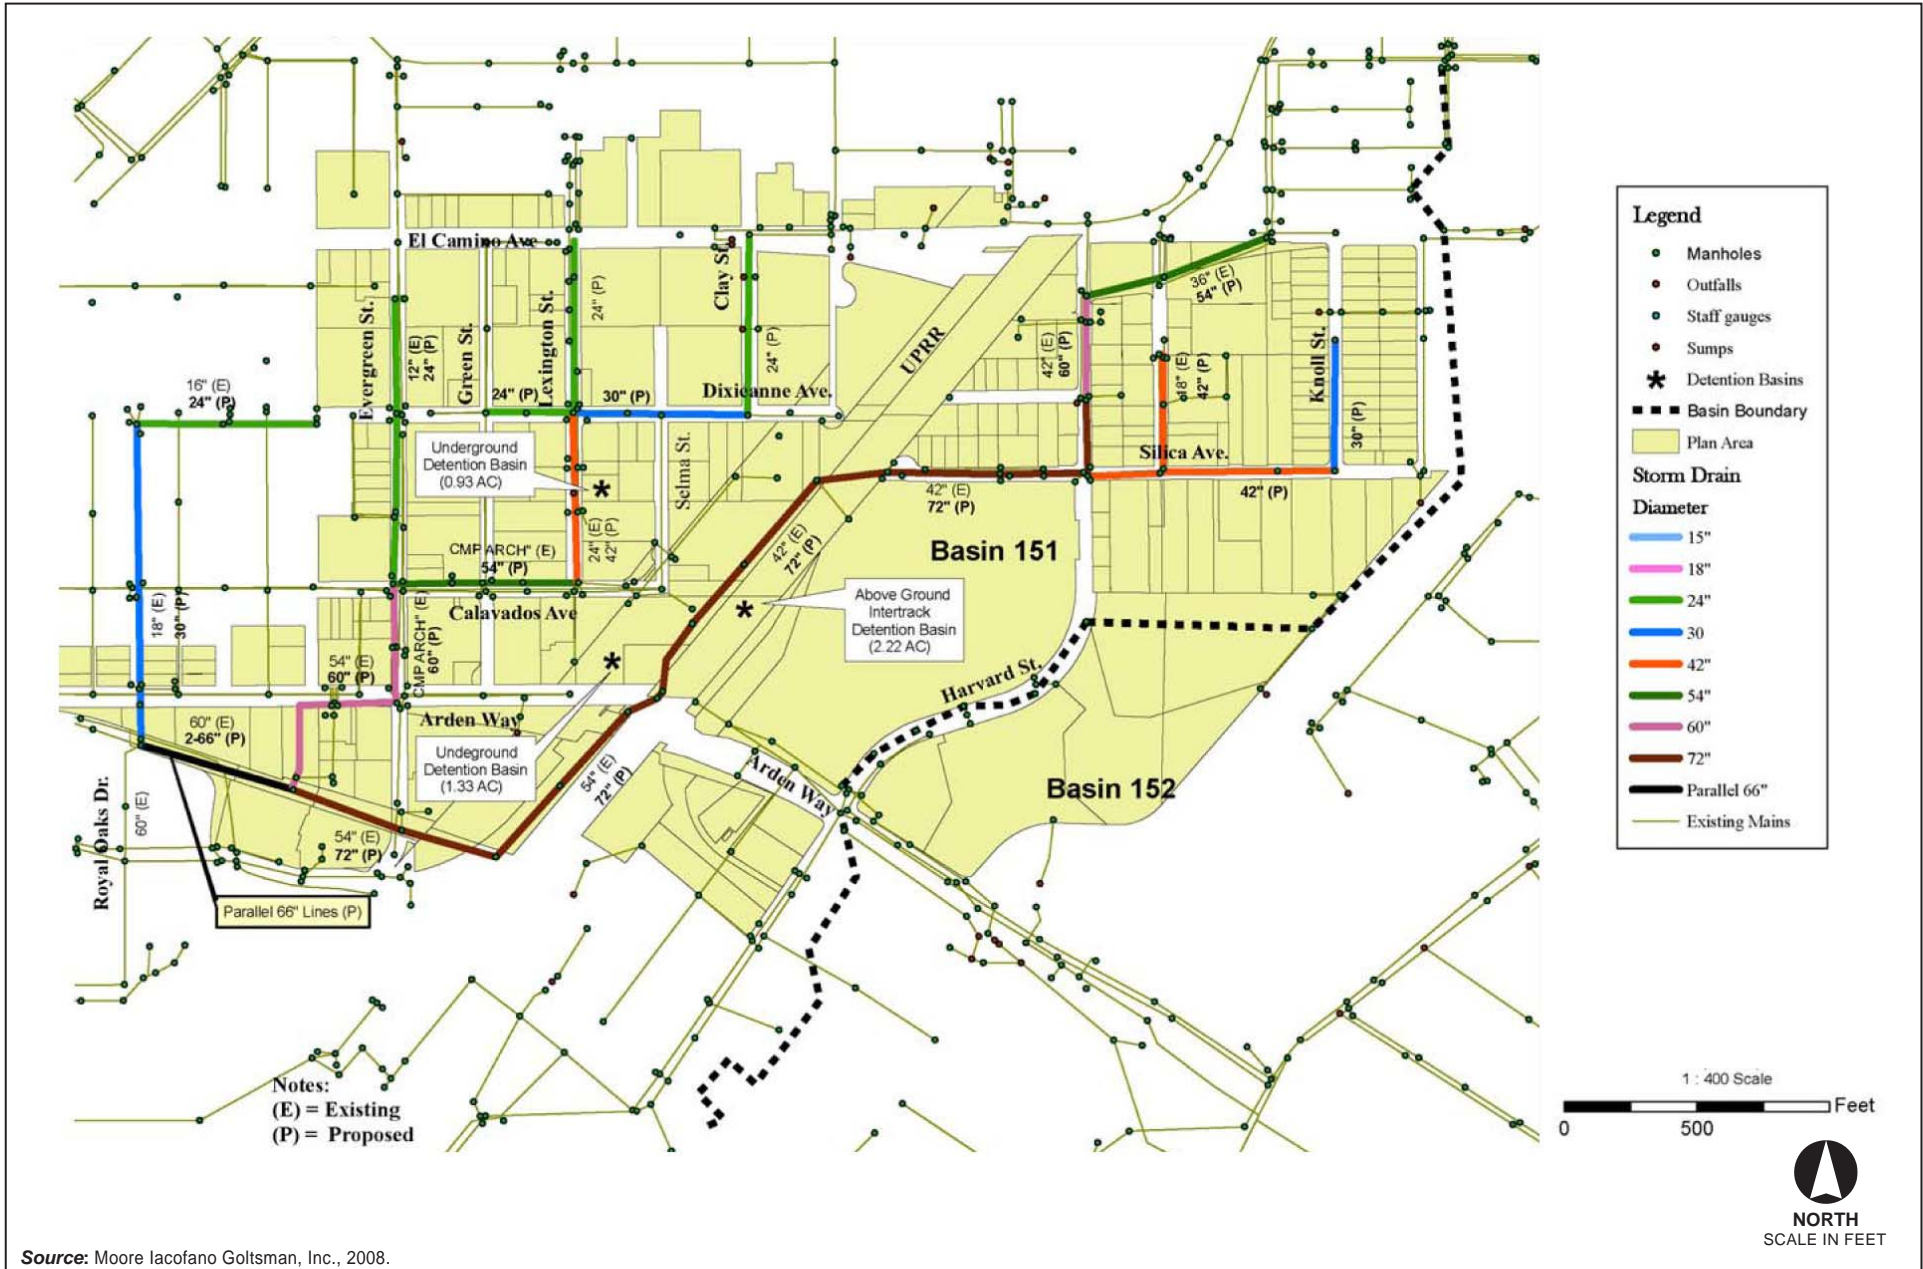 El Camino Ave
Evergreen St.
Green St.
Lexington St.
Clay St.
24" (P)
24" (P)
12" (E)
24" (P)
UPRR
36" (E)
54" (P)
42" (E)
60" (P)
18" (E)
42" (P)
Knoll St.
30" (P)
16" (E)
24" (P)
24" (P)
30" (P)
Dixieanne Ave.
Underground
Detention Basin
(0.93 AC)
Selma St.
Silica Ave.
42" (E)
72" (P)
42" (P)
24" (E)
42" (P)
CMP ARCH" (E)
54" (P)
42" (E)
72" (P)
Basin 151
Calavados Ave
18" (E)
30" (P)
CMP ARCH" (E)
60" (P)
54" (E)
60" (P)
Above Ground
Intertrack
Detention Basin
(2.22 AC)
Harvard St.
60" (E)
2-66" (P)
Arden Way
Undeground
Detention Basin
(1.33 AC)
54" (E)
72" (P)
Arden Way
Basin 152
Royal Oaks Dr.
60" (E)
54" (E)
72" (P)
Parallel 66" Lines (P)
Notes:
(E) = Existing
(P) = Proposed
Legend
Manholes
Outfalls
Staff gauges
Sumps
Detention Basins
Basin Boundary
Plan Area
Storm Drain
Diameter
15"
18"
24"
30
42"
54"
60"
72"
Parallel 66"
Existing Mains
1 : 400 Scale
Feet
0 500
NORTH
SCALE IN FEET
Source: Moore Iacofano Goltsman, Inc., 2008.